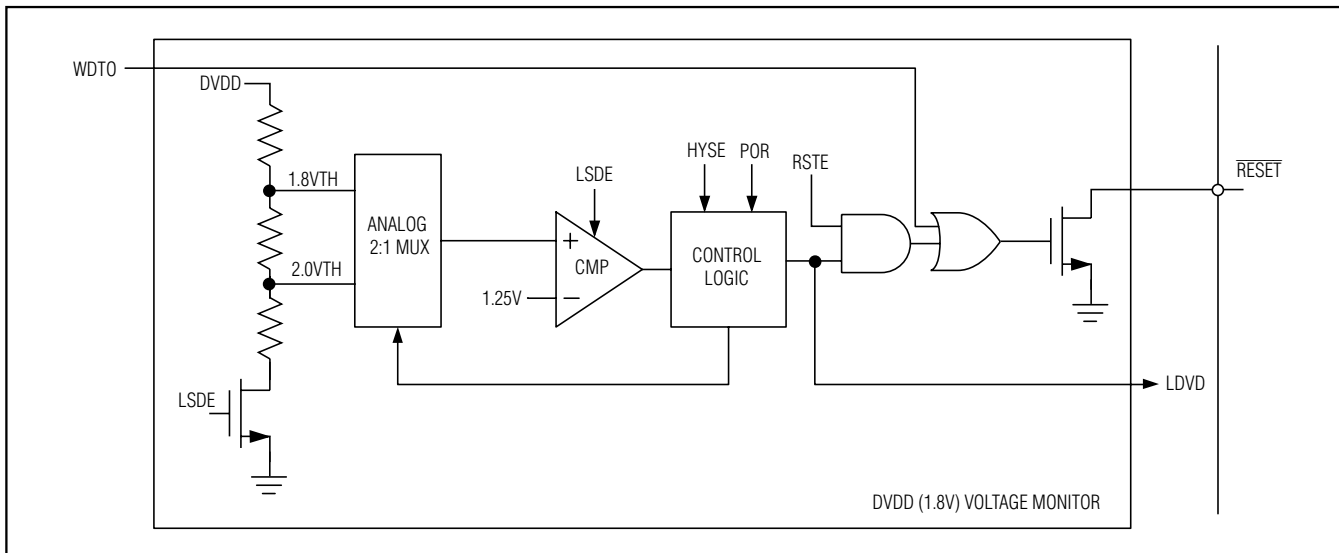 WDTO
DVDD
1.8VTH
2.0VTH
LSDE
ANALOG
2:1 MUX
1.25V
+
−
CMP
LSDE
HYSE
POR
CONTROL
LOGIC
RSTE
RESET
LDVD
DVDD (1.8V) VOLTAGE MONITOR